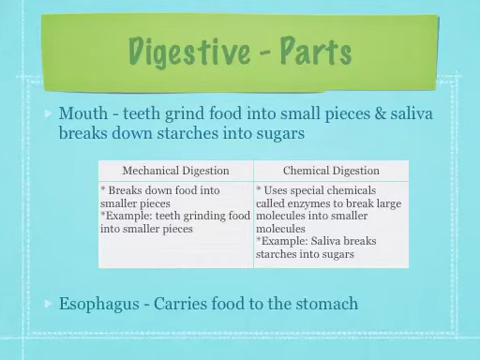 Digestive - Parts
Mouth - teeth grind food into small pieces & saliva
breaks down starches into sugars
Mechanical Digestion
* Breaks down food into
smaller pieces
*Example: teeth grinding food
into smaller pieces
Chemical Digestion
* Uses special chemicals
called enzymes to break large
molecules into smaller
molecules
*Example: Saliva breaks
starches into sugars
Esophagus - Carries food to the stomach